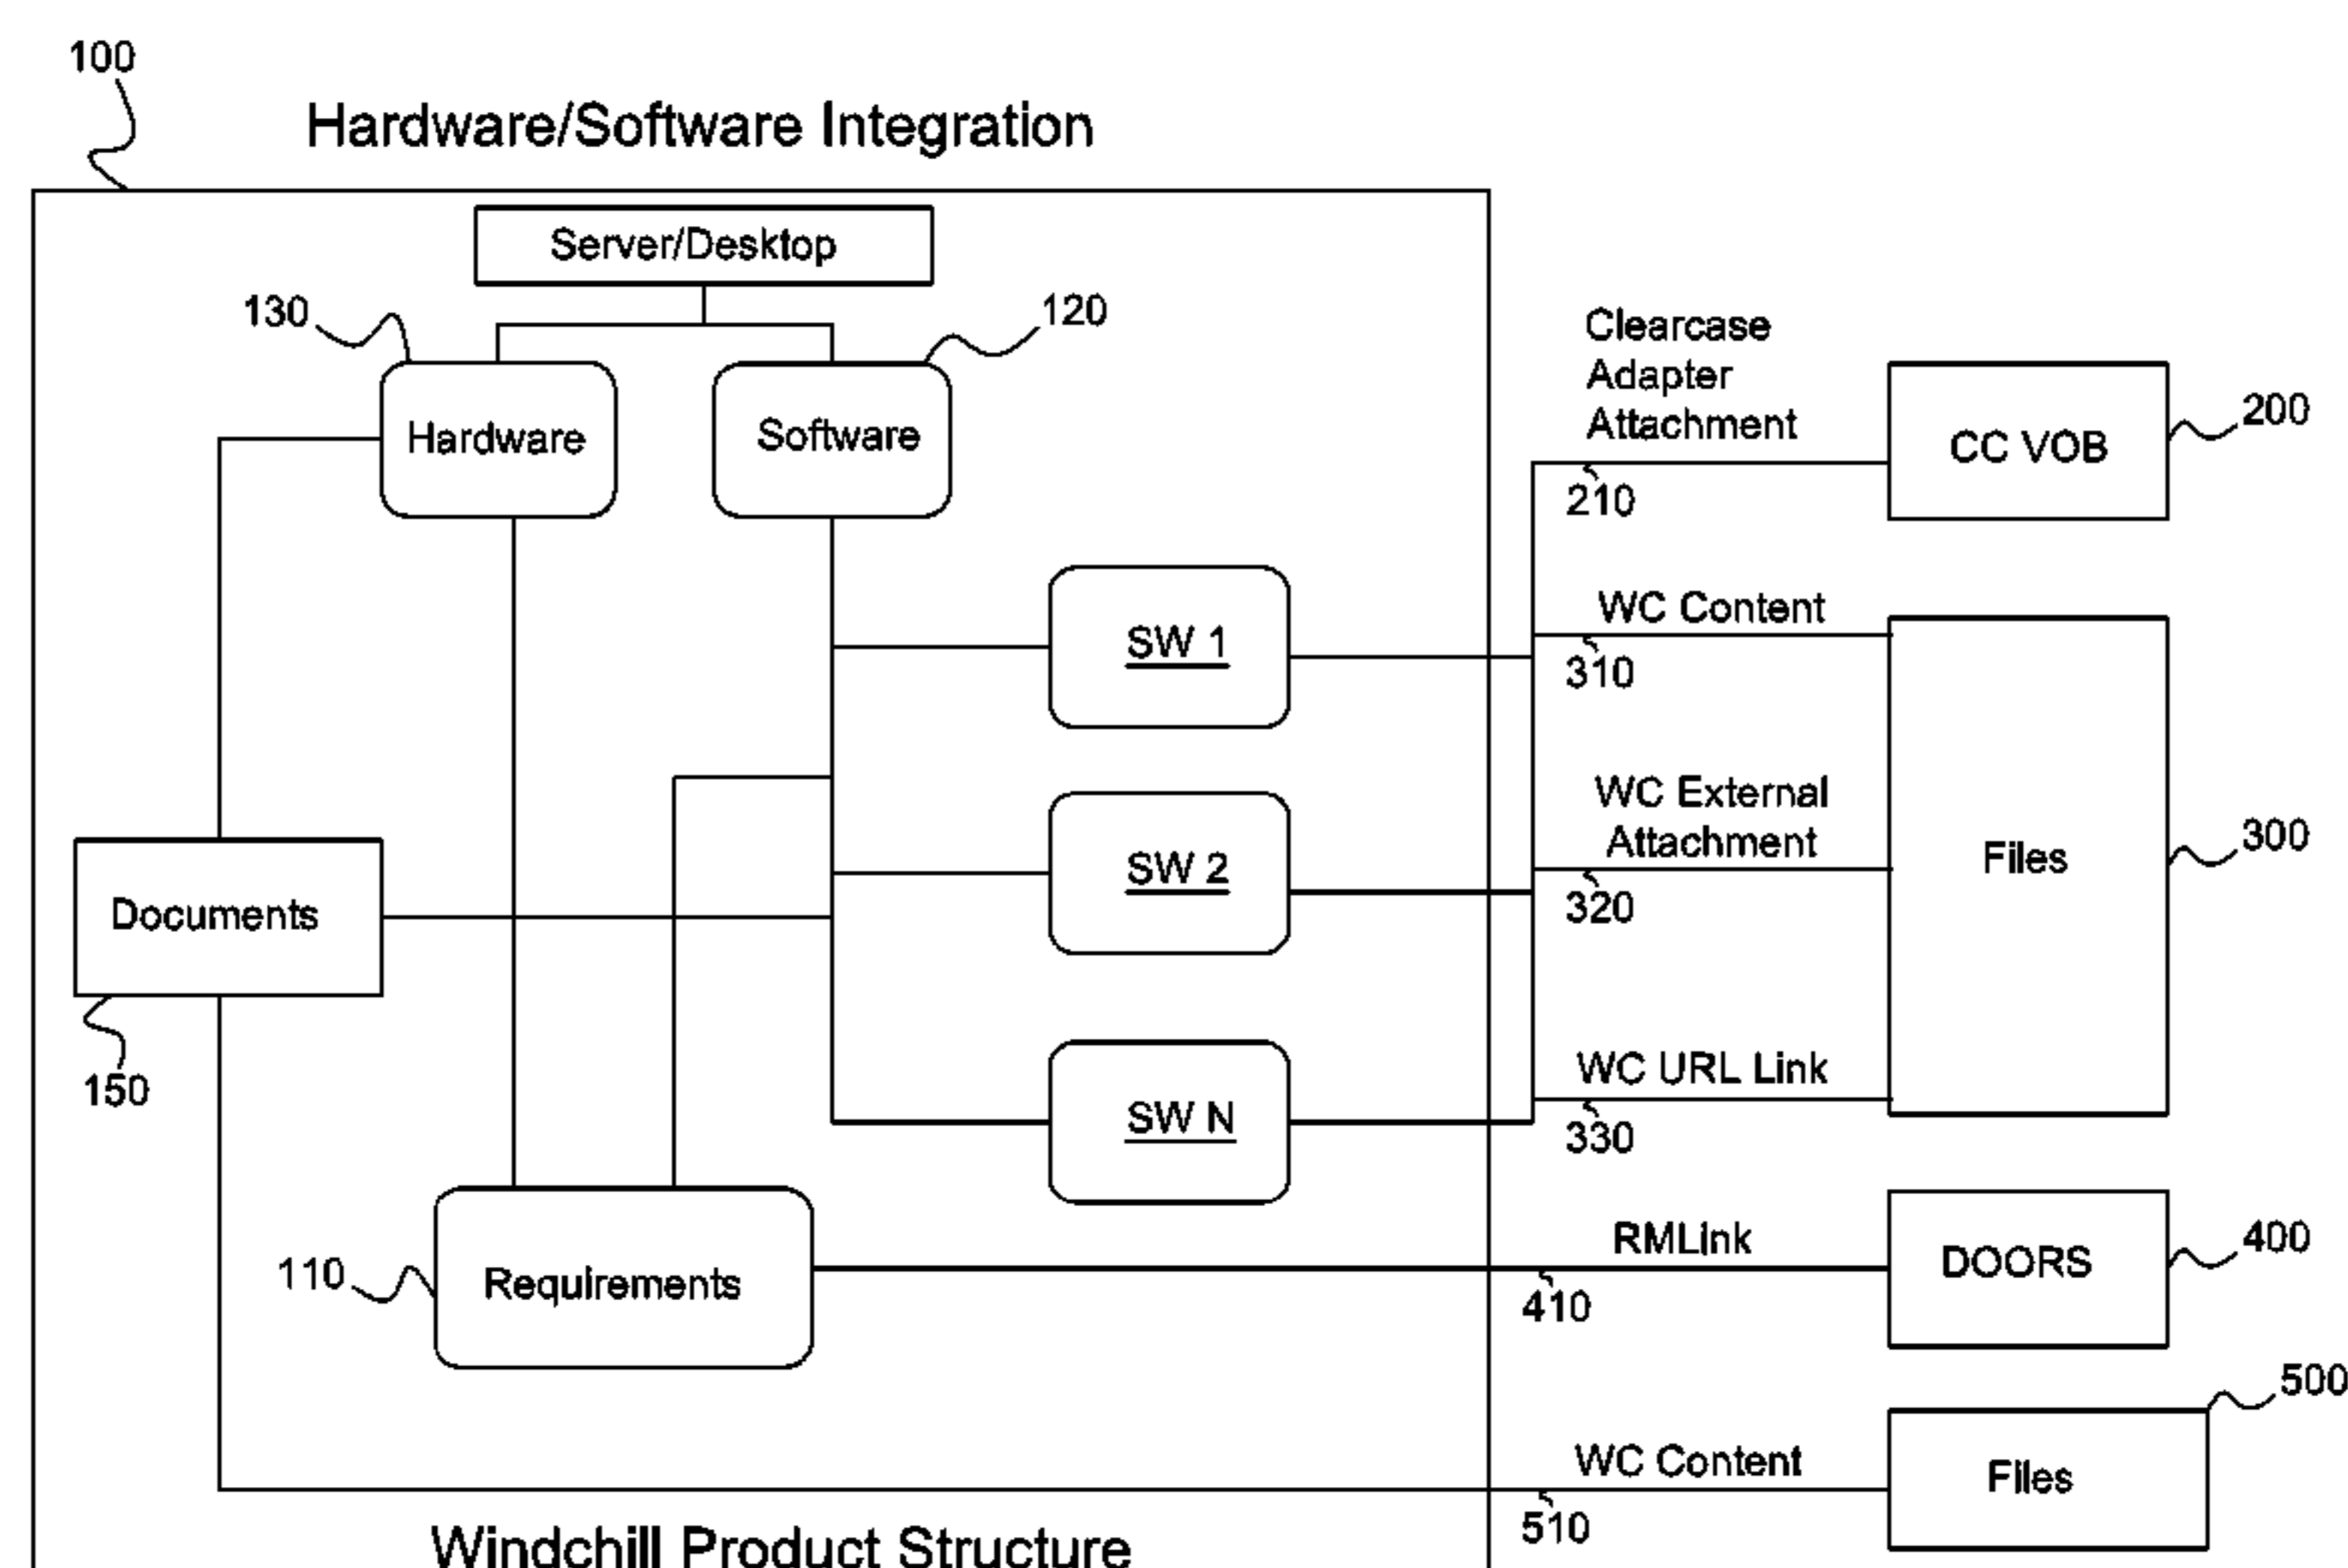 100
Hardware/Software Integration
Server/Desktop
130
120
Hardware
Software
Clearcase
Adapter
Attachment
210
CC VOB
200
SW 1
WC Content
310
WC External
Attachment
320
Files
300
SW 2
Documents
150
SW N
WC URL Link
330
110
Requirements
RMLink
410
DOORS
400
500
WC Content
510
Files
Windchill Product Structure